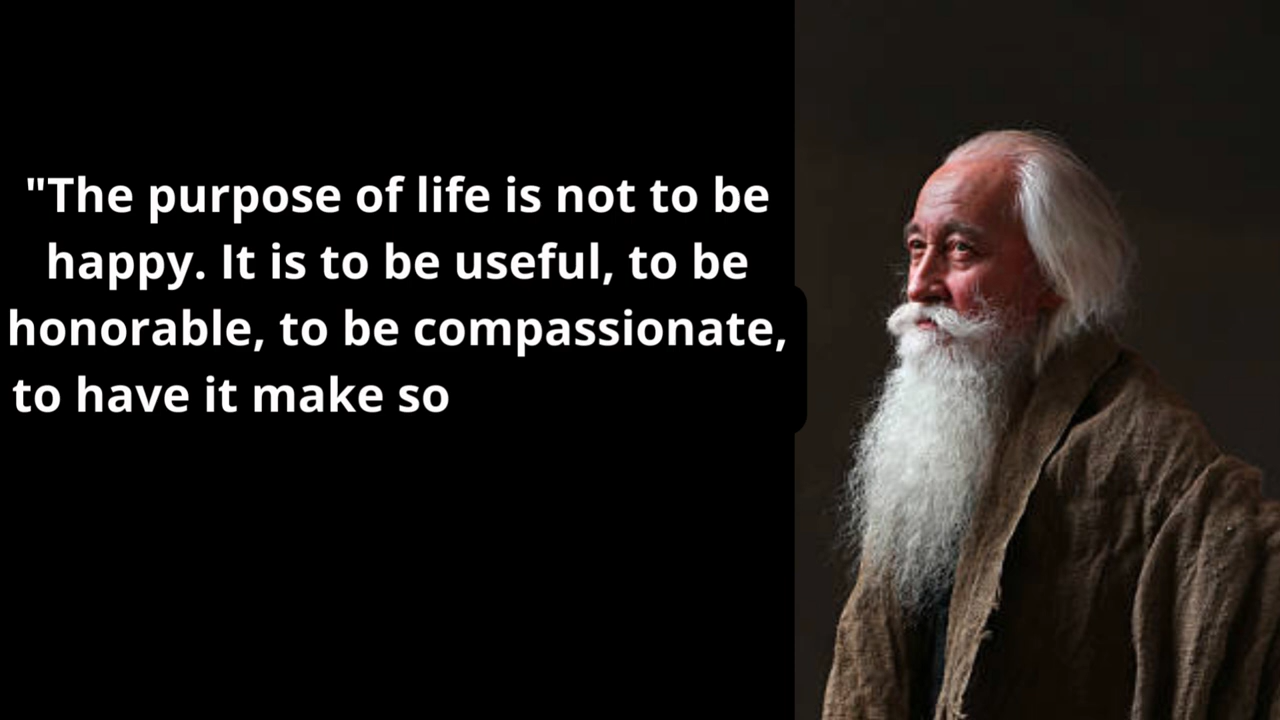 "The purpose of life is not to be
happy. It is to be useful, to be
honorable, to be compassionate,
to have it make so